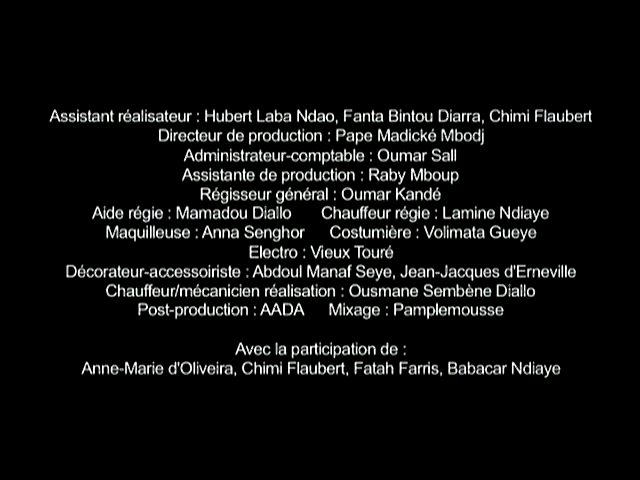 Assistant réalisateur : Hubert Laba Ndao, Fanta Bintou Diarra, Chimi Flaubert
Directeur de production : Pape Madické Mbodj
Administrateur-comptable : Oumar Sall
Assistante de production : Raby Mboup
Régisseur général : Oumar Kandé
Aide régie : Mamadou Diallo Chauffeur régie : Lamine Ndiaye
Maquilleuse : Anna Senghor Costumière : Volimata Gueye
Electro : Vieux Touré
Décorateur-accessoiriste : Abdoul Manaf Seye, Jean-Jacques d'Erneville
Chauffeur/mécanicien réalisation : Ousmane Sembène Diallo
Post-production : AADA Mixage : Pamplemousse
Avec la participation de :
Anne-Marie d'Oliveira, Chimi Flaubert, Fatah Farris, Babacar Ndiaye